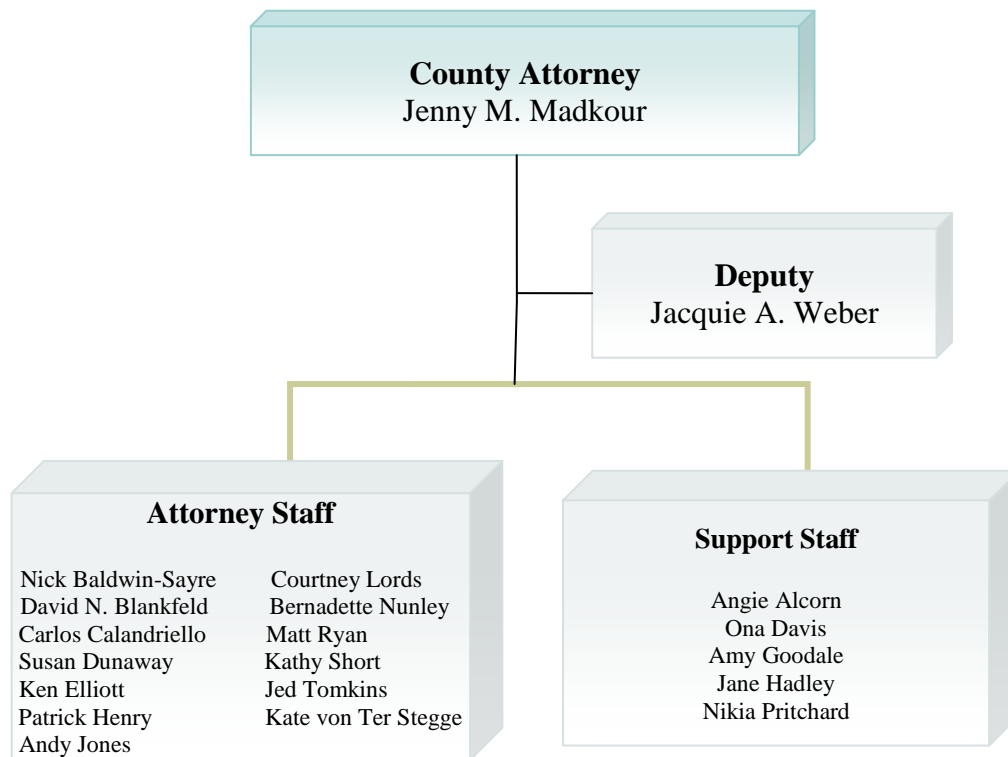 County Attorney
Jenny M. Madkour
Deputy
Jacquie A. Weber
Attorney Staff
Nick Baldwin-Sayre
David N. Blankfeld
Carlos Calandriello
Susan Dunaway
Ken Elliott
Patrick Henry
Andy Jones
Courtney Lords
Bernadette Nunley
Matt Ryan
Kathy Short
Jed Tomkins
Kate von Ter Stegge
Support Staff
Angie Alcorn
Ona Davis
Amy Goodale
Jane Hadley
Nikia Pritchard